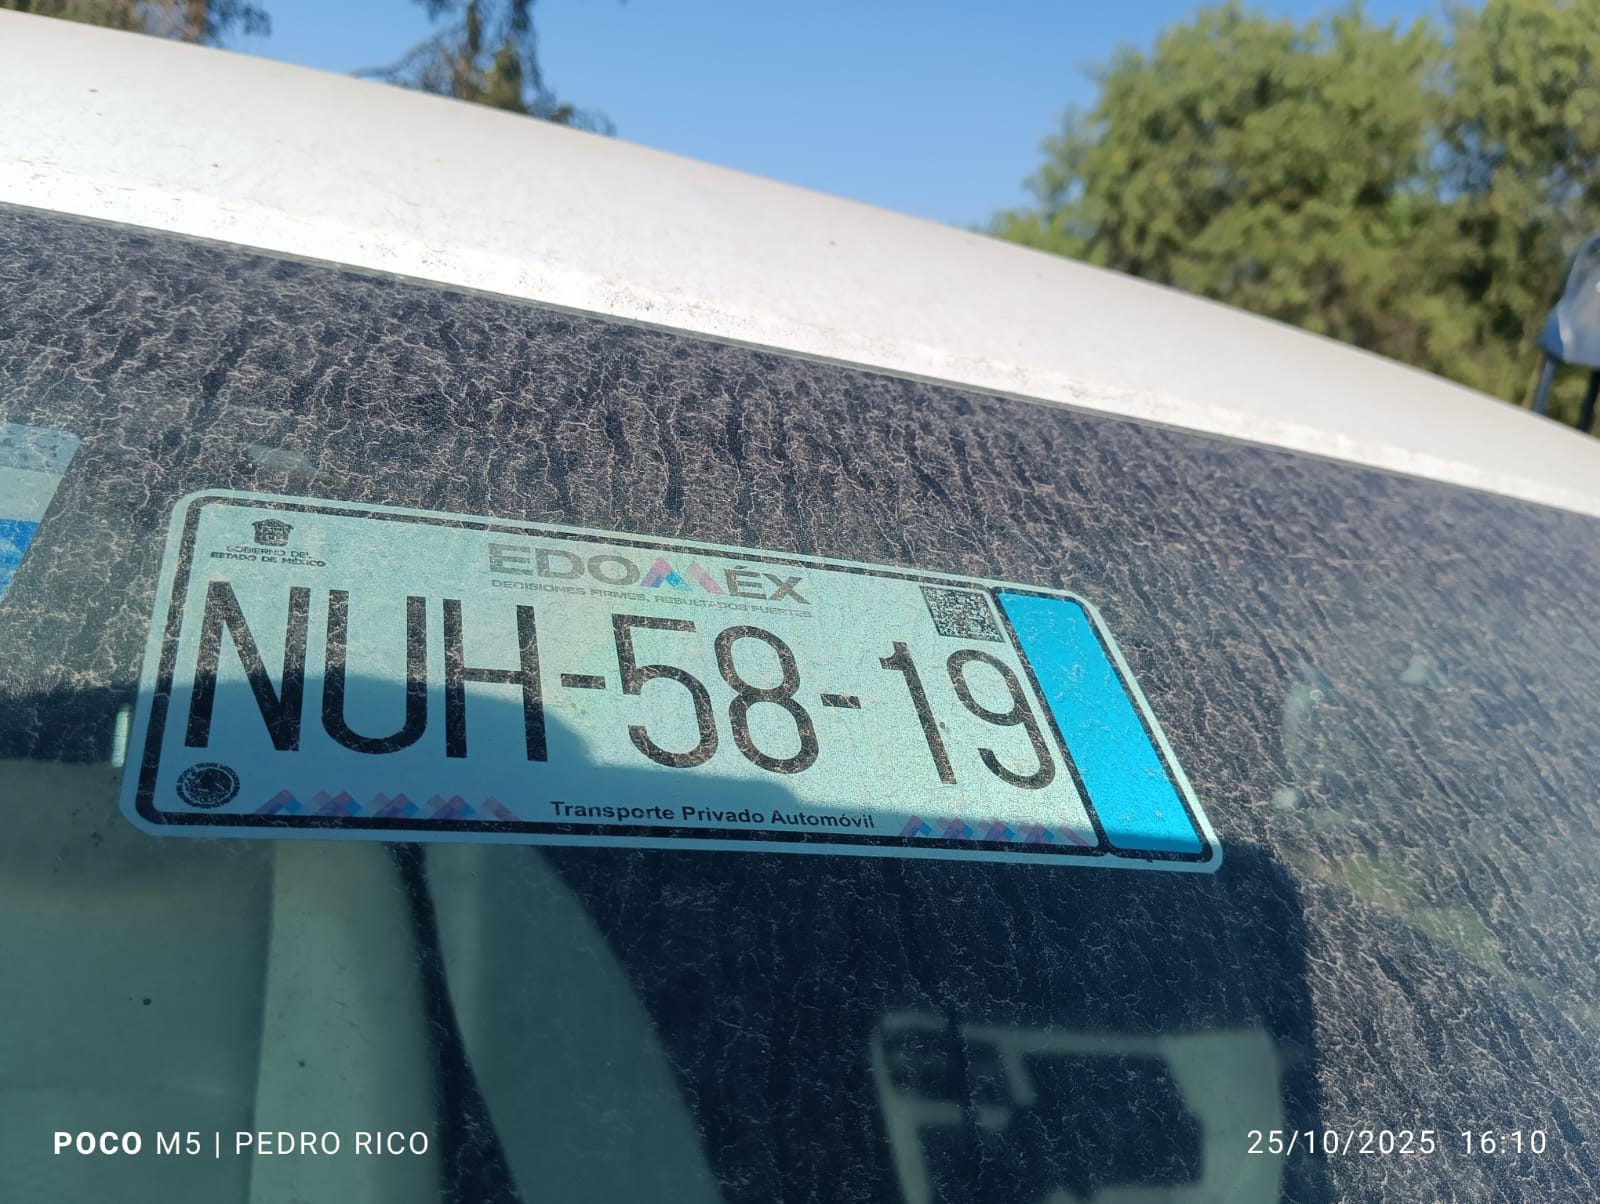 GOBIERNO DEL
ESTADO DE MÉXICO
EDOMÉX
DECISIONES FIRMES, RESULTADOS FUERTES
NUH-58-19
Transporte Privado Automóvil
POCO M5 | PEDRO RICO
25/10/2025 16:10